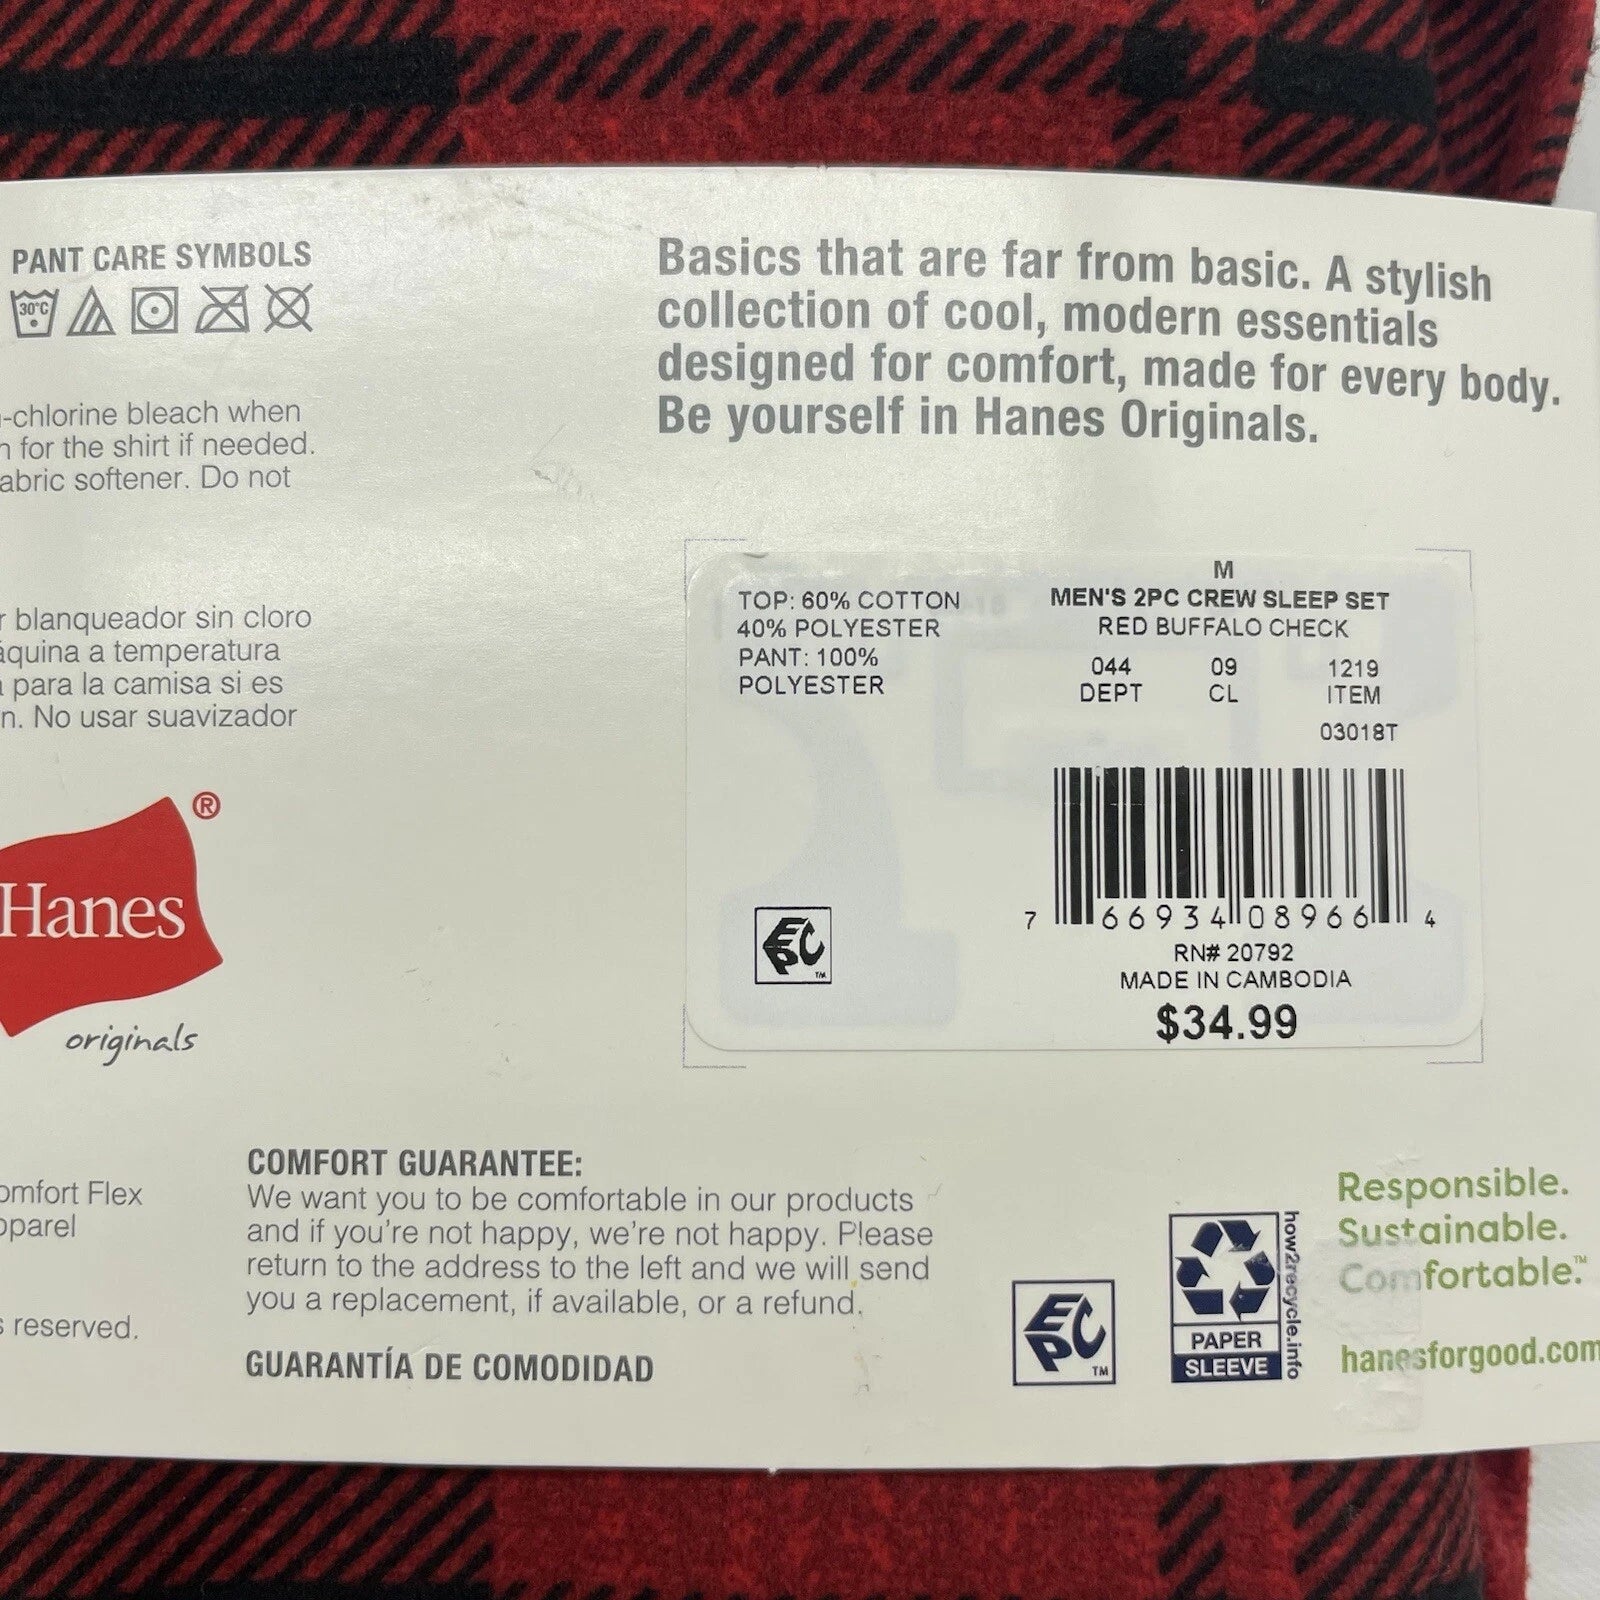 PANT CARE SYMBOLS
30°C
-chlorine bleach when
n for the shirt if needed.
abric softener. Do not
r blanqueador sin cloro
áquina a temperatura
a para la camisa si es
n. No usar suavizador
Hanes®
originals
omfort Flex
pparel
s reserved.
Basics that are far from basic. A stylish
collection of cool, modern essentials
designed for comfort, made for every body.
Be yourself in Hanes Originals.
TOP: 60% COTTON
40% POLYESTER
PANT: 100%
POLYESTER
M
MEN'S 2PC CREW SLEEP SET
RED BUFFALO CHECK
044 09 1219
DEPT CL ITEM
03018T
7 66934 08966 4
RN# 20792
MADE IN CAMBODIA
$34.99
EPC TM
COMFORT GUARANTEE:
We want you to be comfortable in our products
and if you're not happy, we're not happy. Please
return to the address to the left and we will send
you a replacement, if available, or a refund.
GUARANTÍA DE COMODIDAD
EPC TM
PAPER
SLEEVE
how2recycle.info
Responsible.
Sustainable.
Comfortable.™
hanesforgood.com